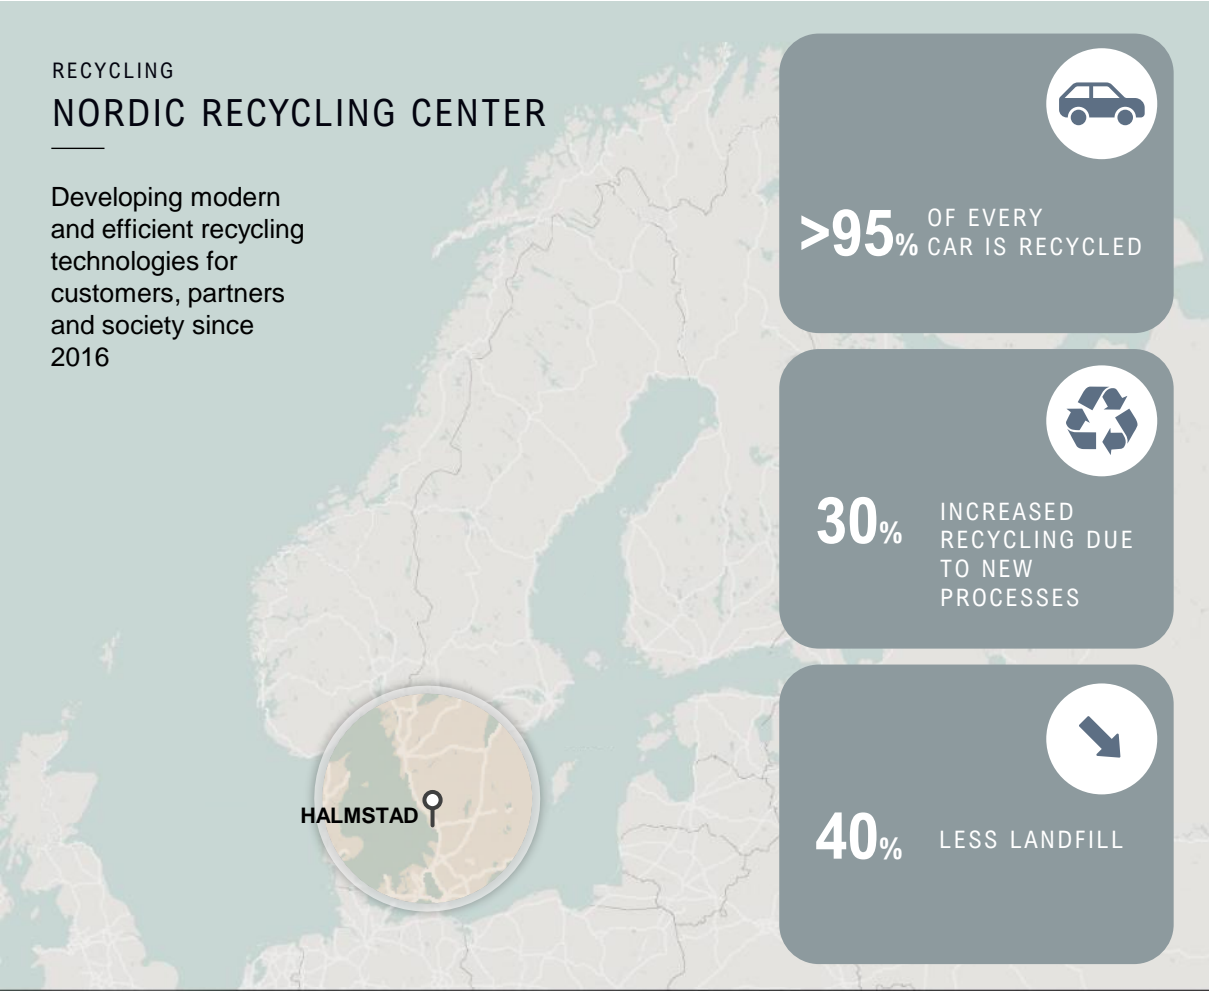 RECYCLING
NORDIC RECYCLING CENTER
Developing modern
and efficient recycling
technologies for
customers, partners
and society since
2016
>95% OF EVERY
CAR IS RECYCLED
30% INCREASED
RECYCLING DUE
TO NEW
PROCESSES
40% LESS LANDFILL
HALMSTAD